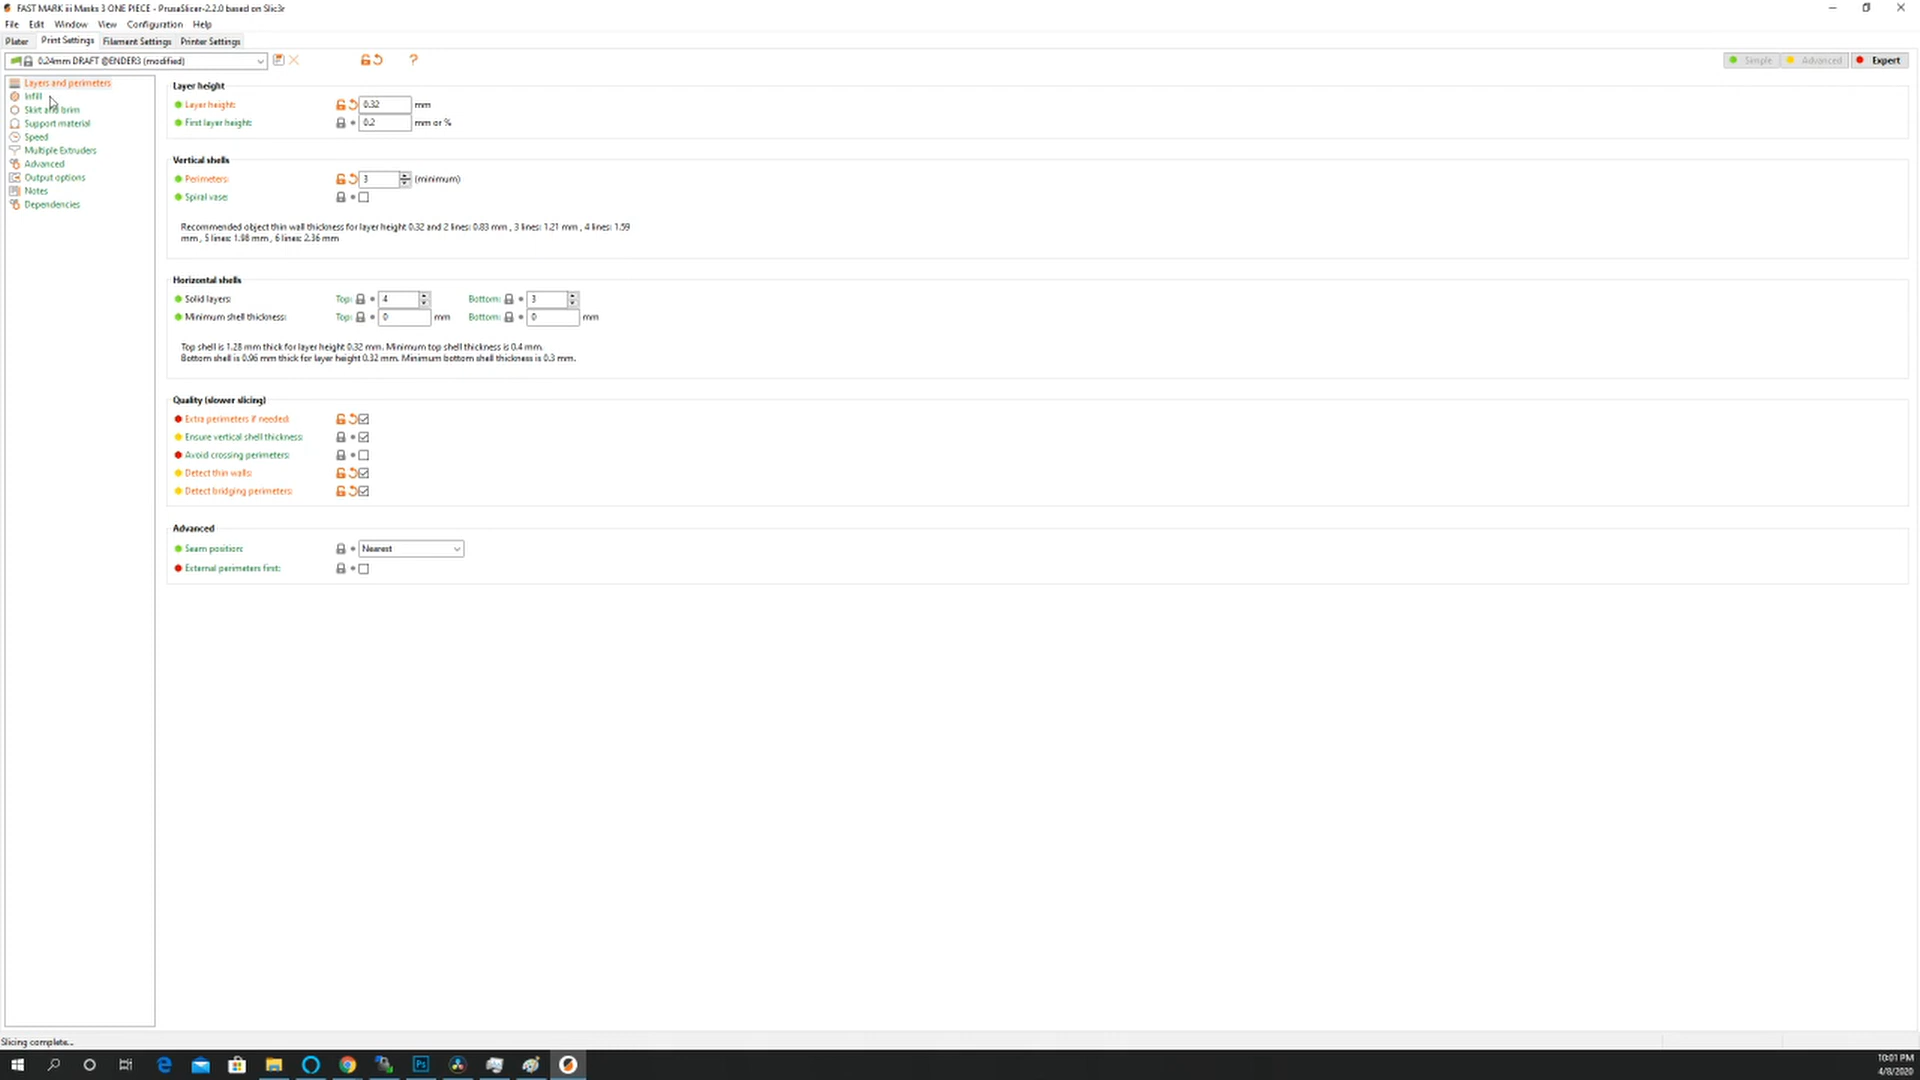 FAST MARK iii Masks 3 ONE PIECE - PrusaSlicer-2.2.0 based on Slic3r
File Edit Window View Configuration Help
Plater Print Settings Filament Settings Printer Settings
0.24mm DRAFT @ENDER3 (modified) ? Simple Advanced Expert
Layers and perimeters
Infill
Skirt and brim
Support material
Speed
Multiple Extruders
Advanced
Output options
Notes
Dependencies
Layer height
Layer height: 0.32 mm
First layer height: 0.2 mm or %
Vertical shells
Perimeters: 3 (minimum)
Spiral vase:
Recommended object thin wall thickness for layer height 0.32 and 2 lines: 0.83 mm , 3 lines: 1.21 mm , 4 lines: 1.59
mm , 5 lines: 1.98 mm , 6 lines: 2.36 mm
Horizontal shells
Solid layers: Top: 4 Bottom: 3
Minimum shell thickness: Top: 0 mm Bottom: 0 mm
Top shell is 1.28 mm thick for layer height 0.32 mm. Minimum top shell thickness is 0.4 mm.
Bottom shell is 0.96 mm thick for layer height 0.32 mm. Minimum bottom shell thickness is 0.3 mm.
Quality (slower slicing)
Extra perimeters if needed:
Ensure vertical shell thickness:
Avoid crossing perimeters:
Detect thin walls:
Detect bridging perimeters:
Advanced
Seam position: Nearest
External perimeters first:
Slicing complete...
Ps
10:01 PM
4/8/2020